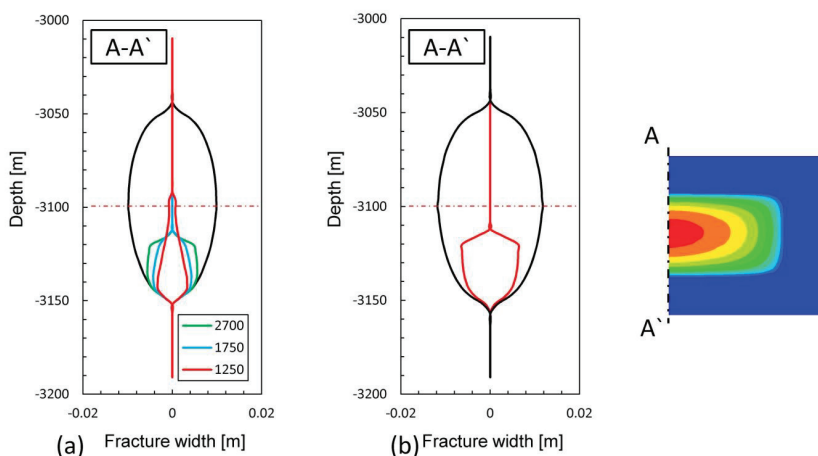 A-A`
Depth [m]
-3000
-3050
-3100
-3150
-3200
2700
1750
1250
-0.02
0
0.02
(a)
Fracture width [m]
A-A`
Depth [m]
-3000
-3050
-3100
-3150
-3200
-0.02
0
0.02
(b)
Fracture width [m]
A
A`